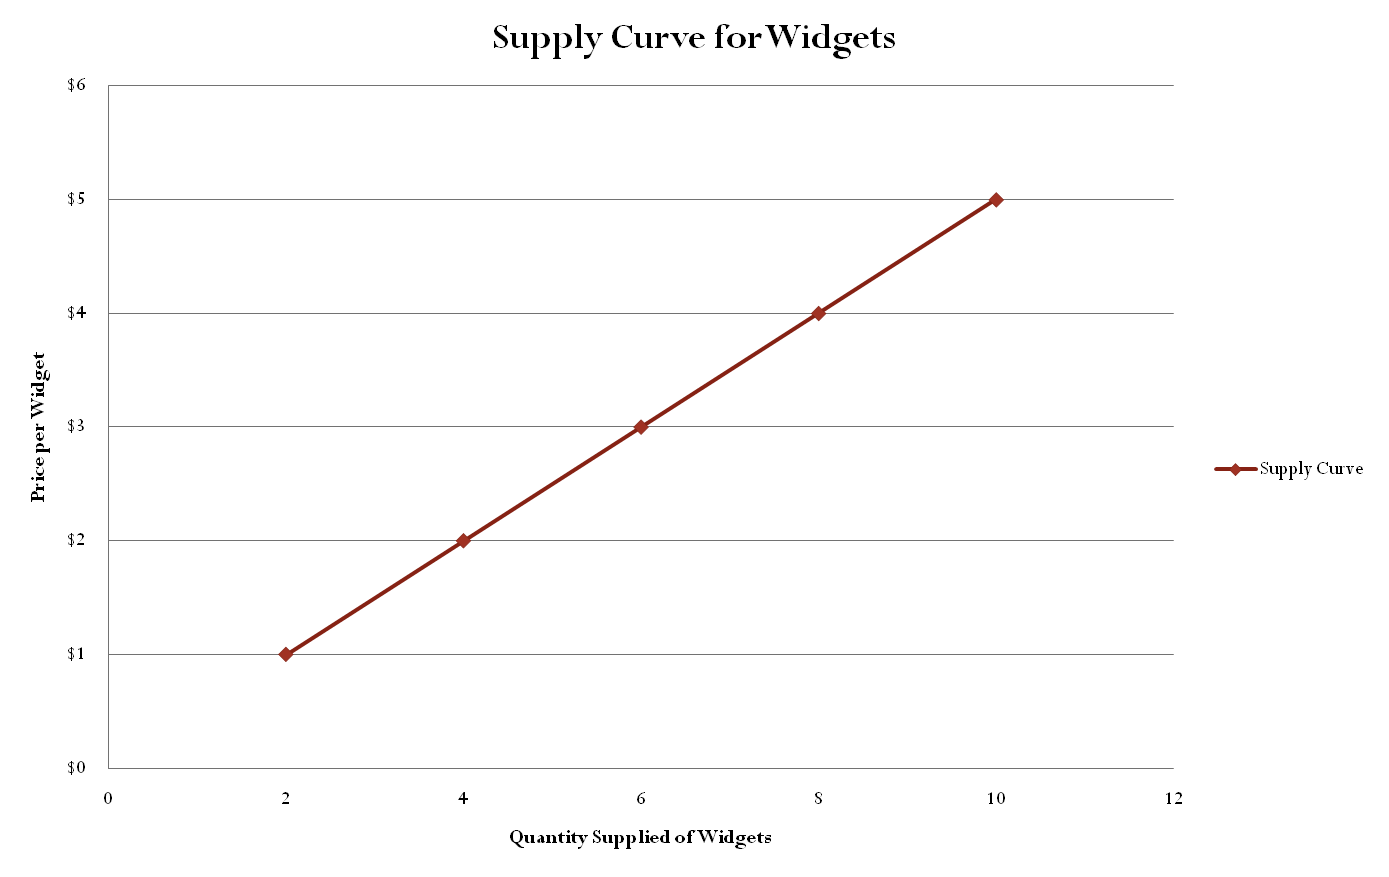 Supply Curve for Widgets
$6
$5
$4
$3
$2
$1
$0
Price per Widget
0 2 4 6 8 10 12
Quantity Supplied of Widgets
Supply Curve